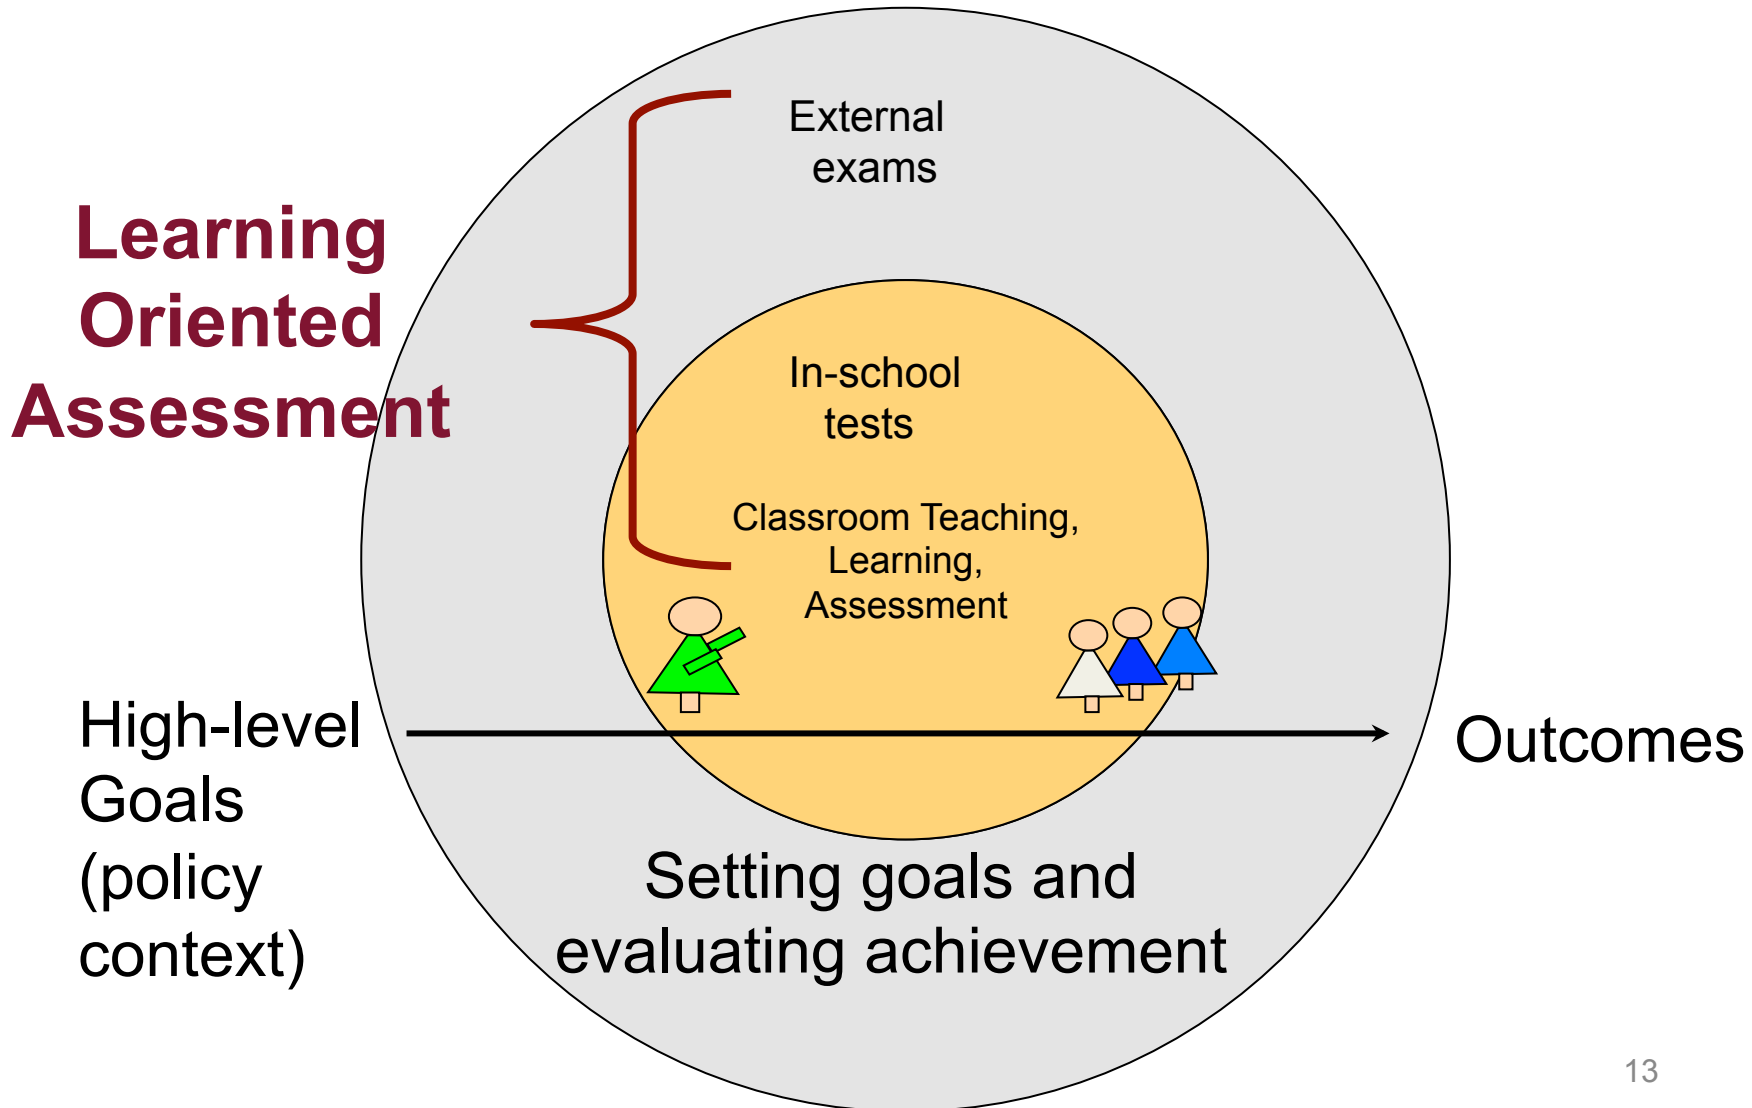 External
exams
Learning
Oriented
Assessment
In-school
tests
Classroom Teaching,
Learning,
Assessment
High-level
Goals
(policy
context)
Outcomes
Setting goals and
evaluating achievement
13